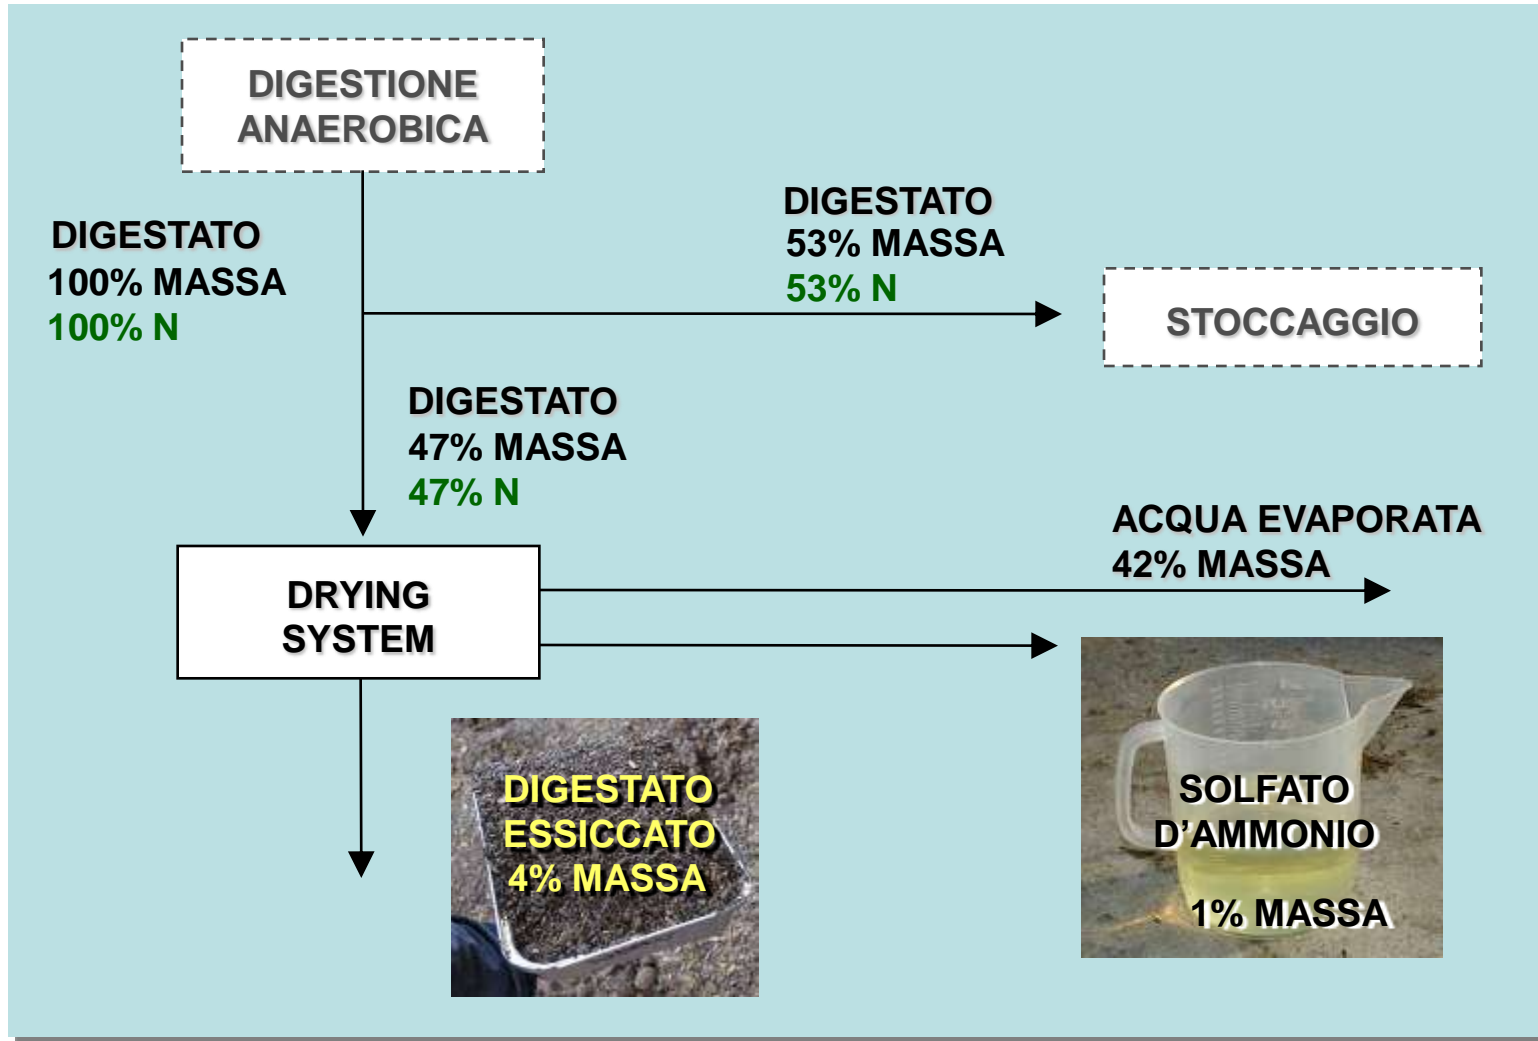 DIGESTIONE
ANAEROBICA
DIGESTATO
100% MASSA
100% N
DIGESTATO
53% MASSA
53% N
STOCCAGGIO
DIGESTATO
47% MASSA
47% N
DRYING
SYSTEM
ACQUA EVAPORATA
42% MASSA
DIGESTATO
ESSICCATO
4% MASSA
SOLFATO
D’AMMONIO
1% MASSA